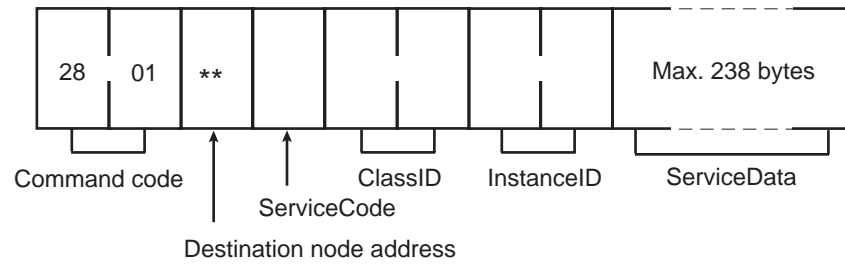 28 01 ** Max. 238 bytes
Command code ClassID InstanceID ServiceData
ServiceCode
Destination node address